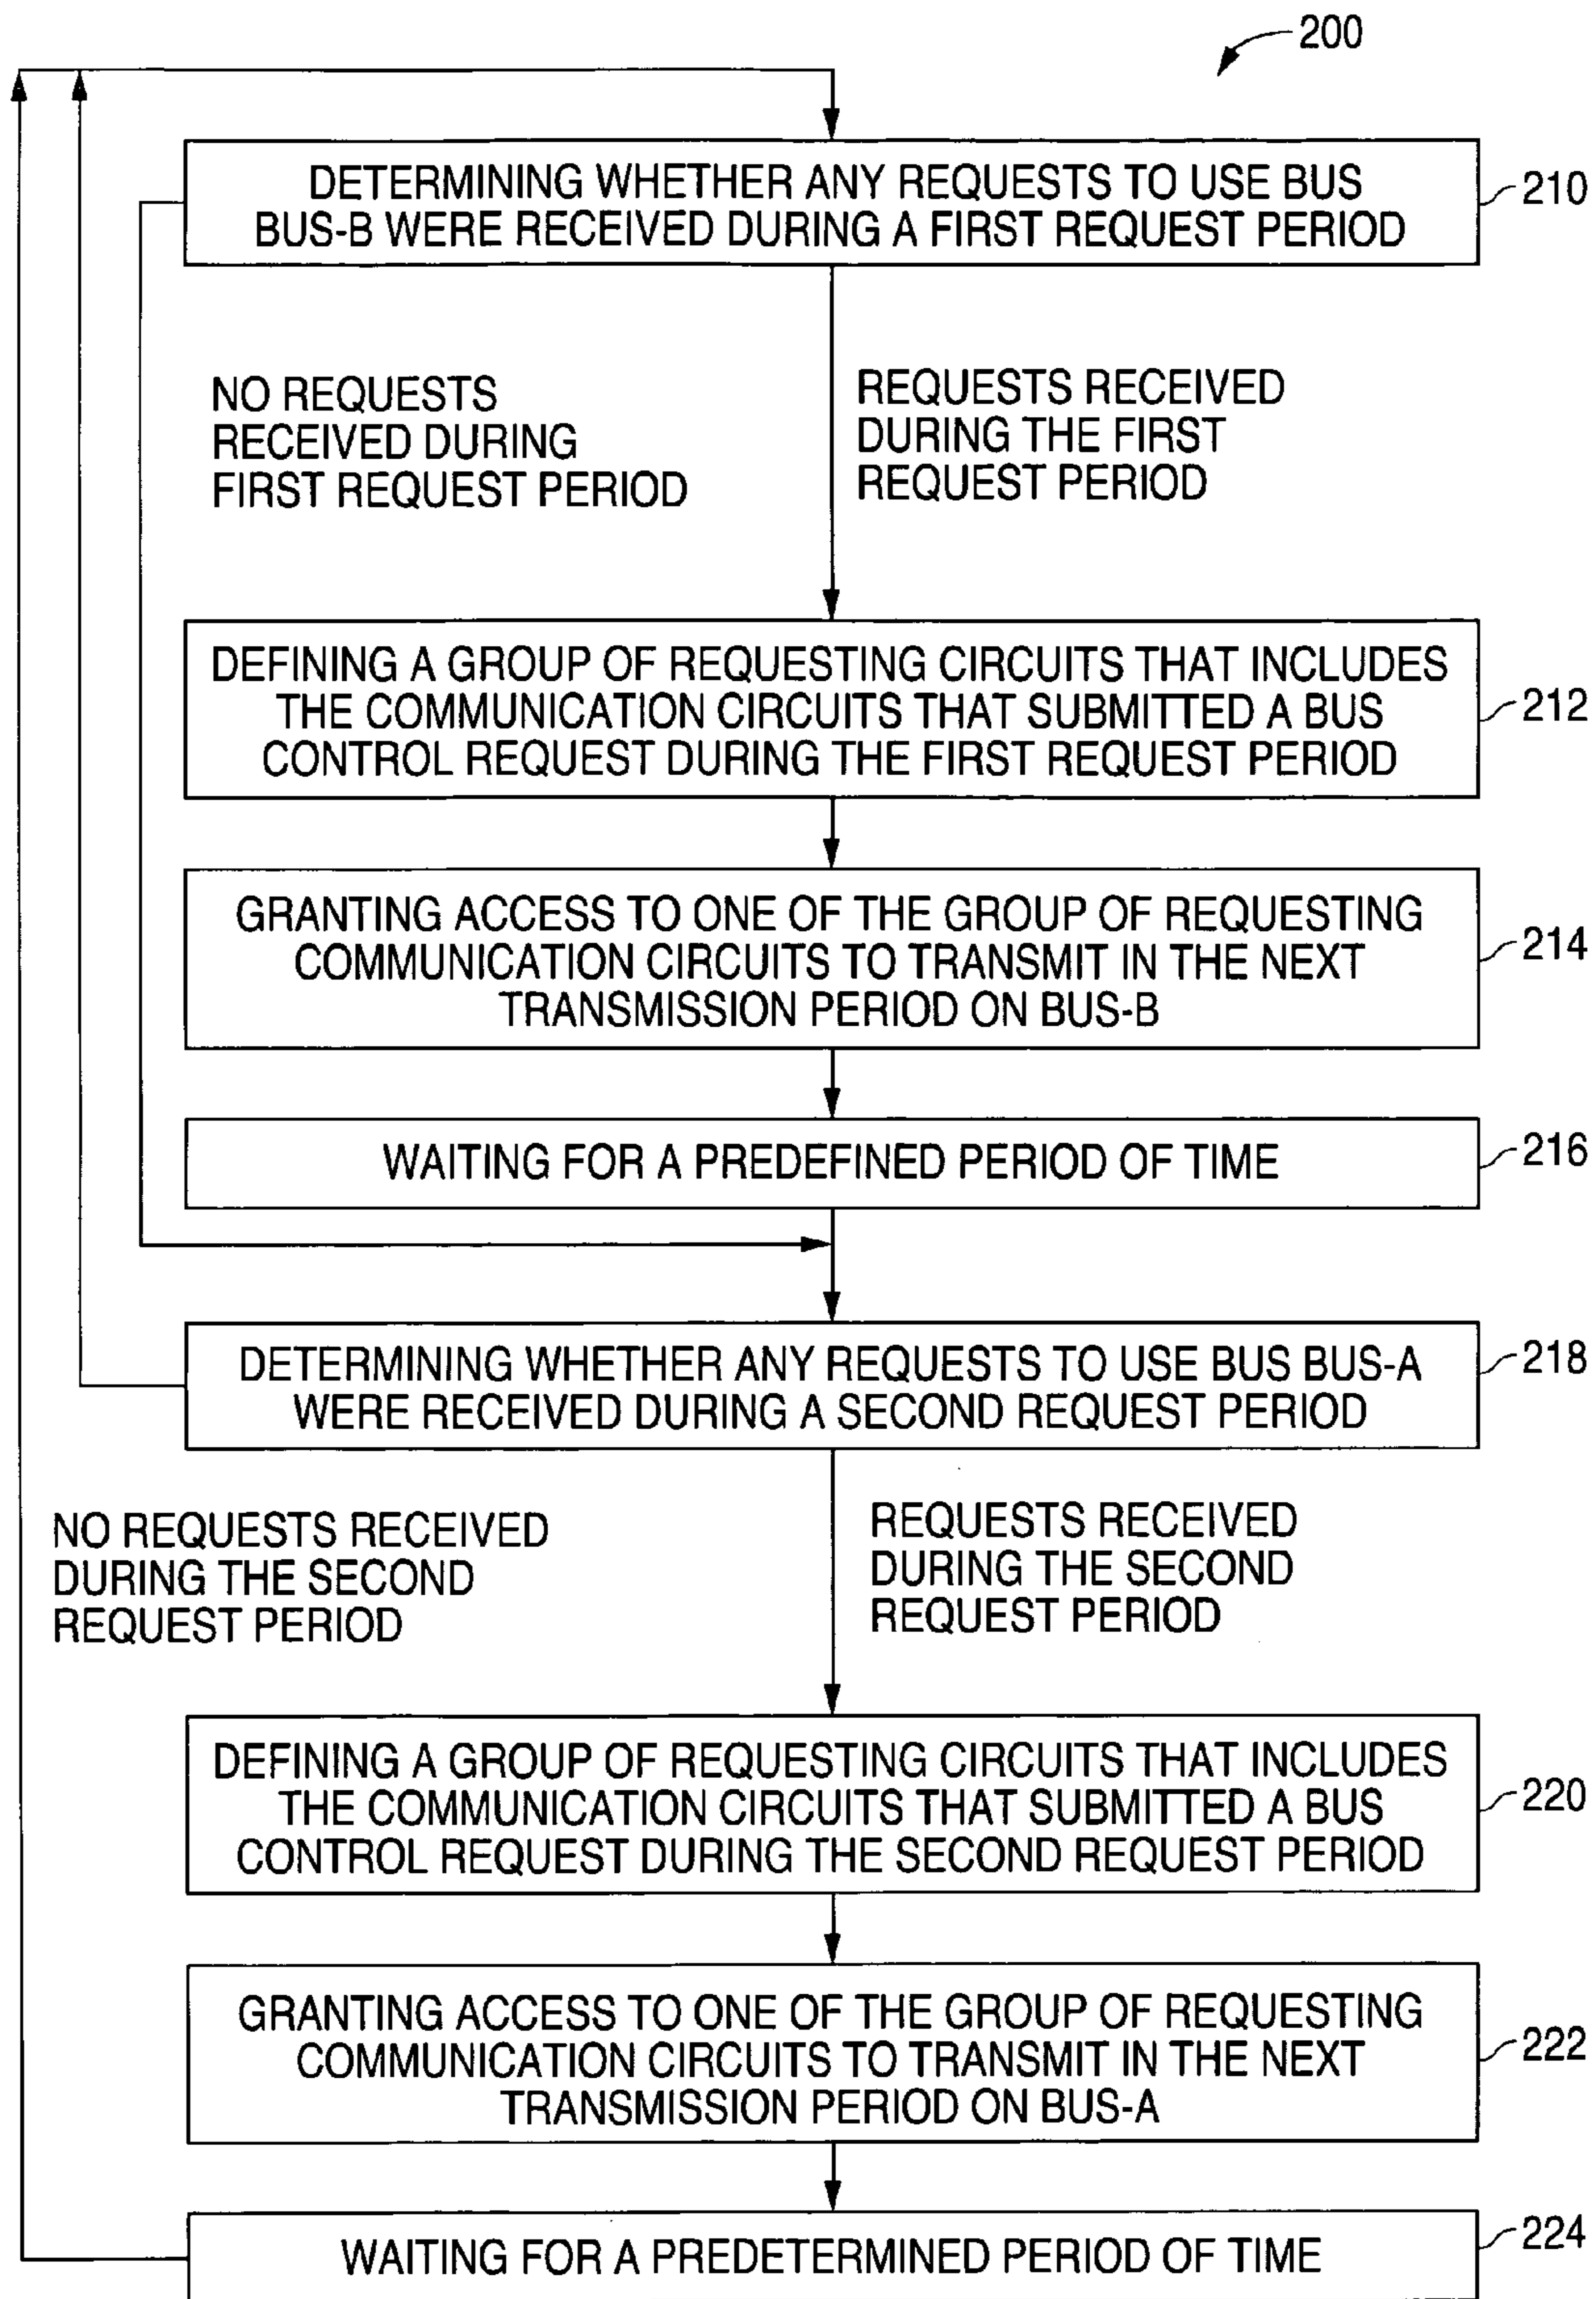 200
DETERMINING WHETHER ANY REQUESTS TO USE BUS
BUS-B WERE RECEIVED DURING A FIRST REQUEST PERIOD
210
NO REQUESTS
RECEIVED DURING
FIRST REQUEST PERIOD
REQUESTS RECEIVED
DURING THE FIRST
REQUEST PERIOD
DEFINING A GROUP OF REQUESTING CIRCUITS THAT INCLUDES
THE COMMUNICATION CIRCUITS THAT SUBMITTED A BUS
CONTROL REQUEST DURING THE FIRST REQUEST PERIOD
212
GRANTING ACCESS TO ONE OF THE GROUP OF REQUESTING
COMMUNICATION CIRCUITS TO TRANSMIT IN THE NEXT
TRANSMISSION PERIOD ON BUS-B
214
WAITING FOR A PREDEFINED PERIOD OF TIME
216
DETERMINING WHETHER ANY REQUESTS TO USE BUS BUS-A
WERE RECEIVED DURING A SECOND REQUEST PERIOD
218
NO REQUESTS RECEIVED
DURING THE SECOND
REQUEST PERIOD
REQUESTS RECEIVED
DURING THE SECOND
REQUEST PERIOD
DEFINING A GROUP OF REQUESTING CIRCUITS THAT INCLUDES
THE COMMUNICATION CIRCUITS THAT SUBMITTED A BUS
CONTROL REQUEST DURING THE SECOND REQUEST PERIOD
220
GRANTING ACCESS TO ONE OF THE GROUP OF REQUESTING
COMMUNICATION CIRCUITS TO TRANSMIT IN THE NEXT
TRANSMISSION PERIOD ON BUS-A
222
WAITING FOR A PREDETERMINED PERIOD OF TIME
224